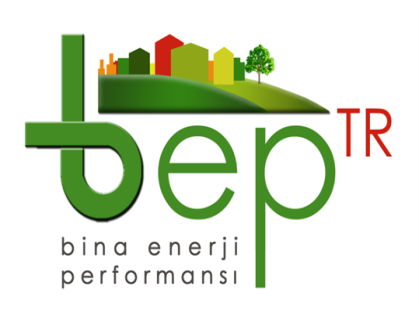 bep TR
bina enerji
performansı